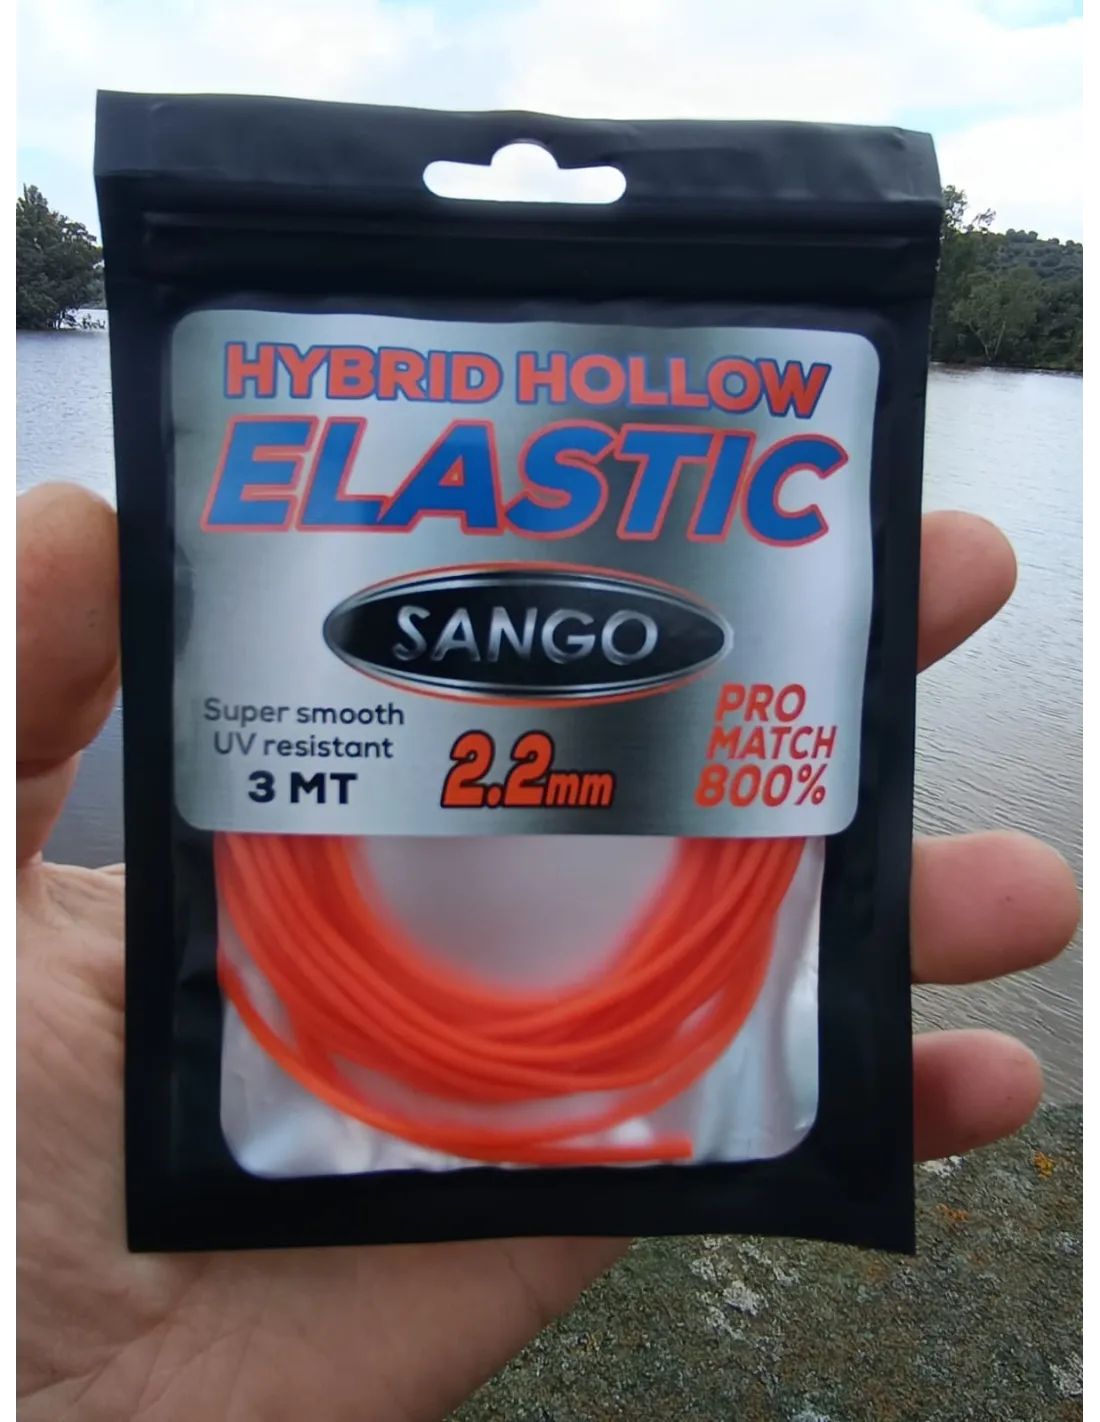 HYBRID HOLLOW
ELASTIC
SANGO
Super smooth
UV resistant
3 MT
2.2mm
PRO
MATCH
800%